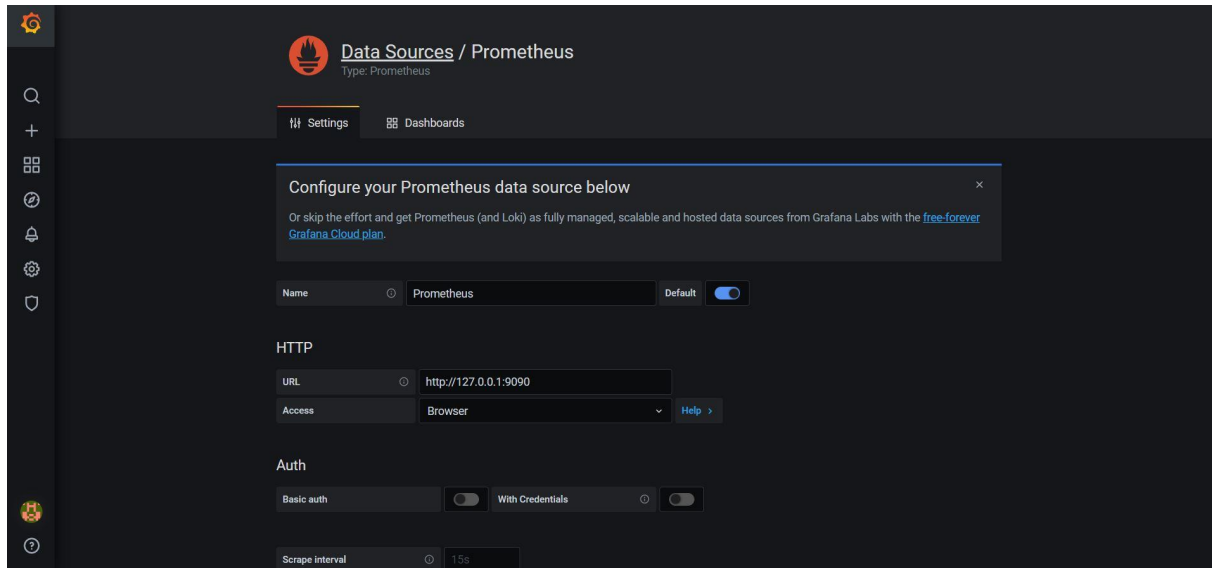 Data Sources / Prometheus
Type: Prometheus
Settings
Dashboards
Configure your Prometheus data source below
Or skip the effort and get Prometheus (and Loki) as fully managed, scalable and hosted data sources from Grafana Labs with the free-forever
Grafana Cloud plan.
Name Prometheus Default
HTTP
URL http://127.0.0.1:9090
Access Browser Help >
Auth
Basic auth With Credentials
Scrape interval 15s